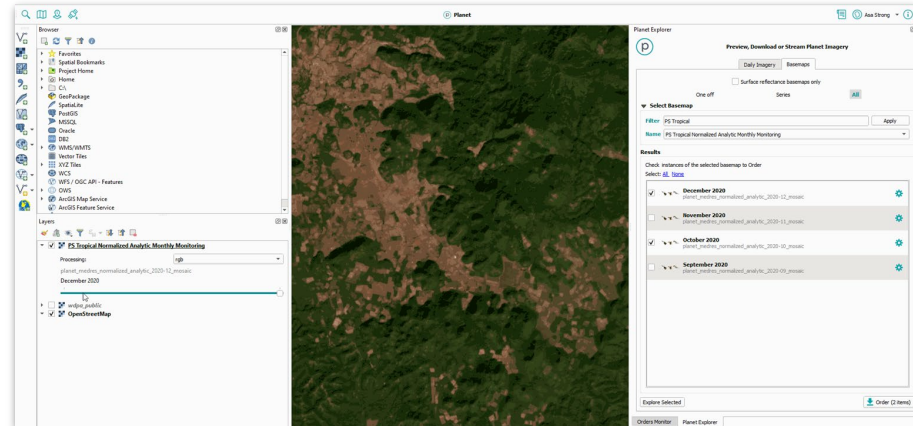 Planet
Asa Strong
Browser
Favorites
Spatial Bookmarks
Project Home
Home
C:\
GeoPackage
SpatiaLite
PostGIS
MSSQL
Oracle
DB2
WMS/WMTS
Vector Tiles
XYZ Tiles
WCS
WFS / OGC API - Features
OWS
ArcGIS Map Service
ArcGIS Feature Service
Layers
PS Tropical Normalized Analytic Monthly Monitoring
Processing: rgb
planet_medres_normalized_analytic_2020-12_mosaic
December 2020
wdpa_public
OpenStreetMap
Planet Explorer
Preview, Download or Stream Planet Imagery
Daily Imagery Basemaps
Surface reflectance basemaps only
One off Series All
Select Basemap
Filter PS Tropical Apply
Name PS Tropical Normalized Analytic Monthly Monitoring
Results
Check instances of the selected basemap to Order
Select: All None
December 2020
planet_medres_normalized_analytic_2020-12_mosaic
November 2020
planet_medres_normalized_analytic_2020-11_mosaic
October 2020
planet_medres_normalized_analytic_2020-10_mosaic
September 2020
planet_medres_normalized_analytic_2020-09_mosaic
Explore Selected Order (2 items)
Orders Monitor Planet Explorer